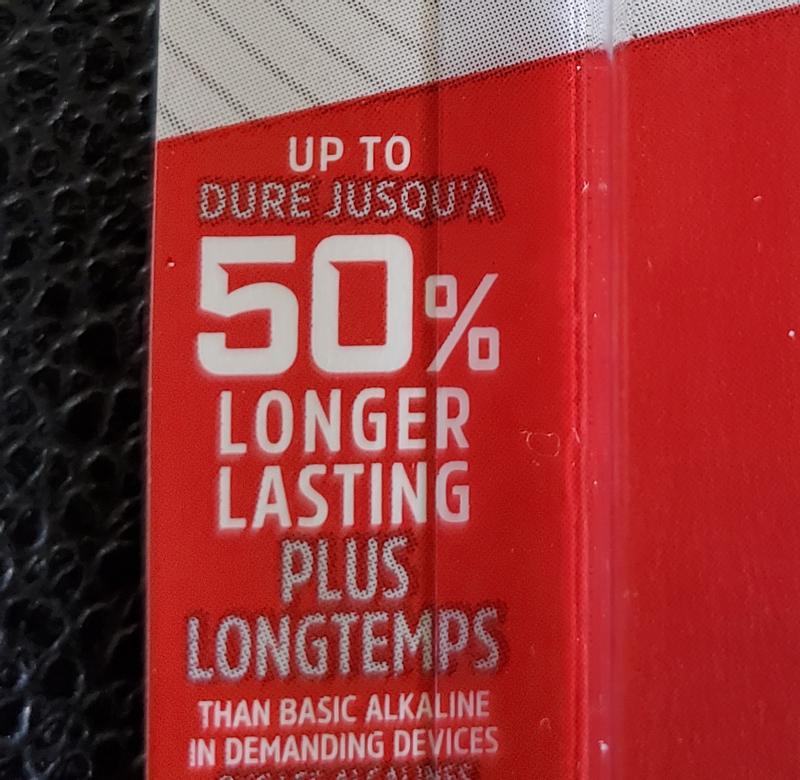 UP TO
DURE JUSQU'À
50%
LONGER
LASTING
PLUS
LONGTEMPS
THAN BASIC ALKALINE
IN DEMANDING DEVICES